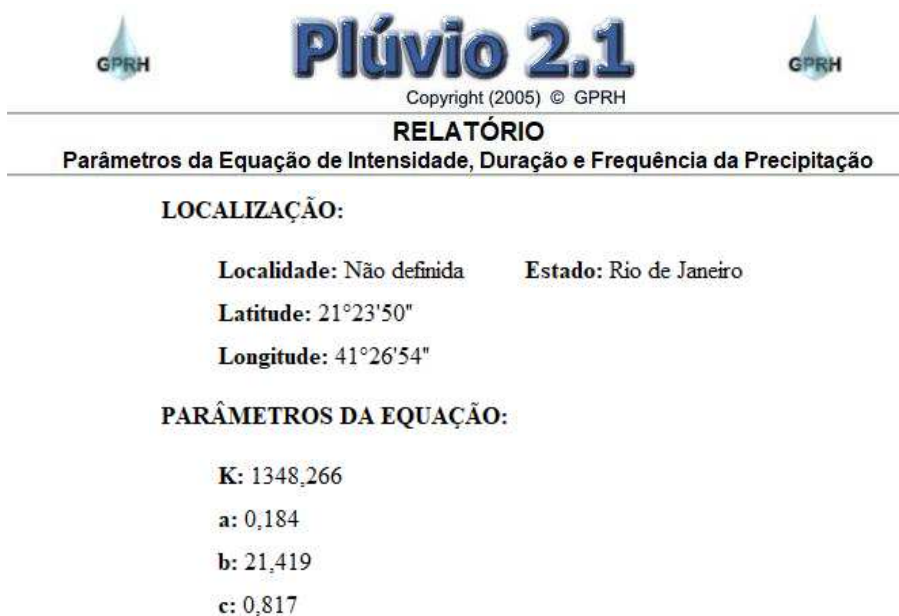 GPRH
Plúvio 2.1
GPRH
Copyright (2005) © GPRH
RELATÓRIO
Parâmetros da Equação de Intensidade, Duração e Frequência da Precipitação
LOCALIZAÇÃO:
Localidade: Não definida Estado: Rio de Janeiro
Latitude: 21°23'50"
Longitude: 41°26'54"
PARÂMETROS DA EQUAÇÃO:
K: 1348,266
a: 0,184
b: 21,419
c: 0,817